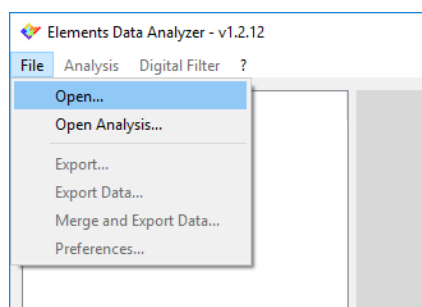 Elements Data Analyzer - v1.2.12
File Analysis Digital Filter ?
Open...
Open Analysis...
Export...
Export Data...
Merge and Export Data...
Preferences...